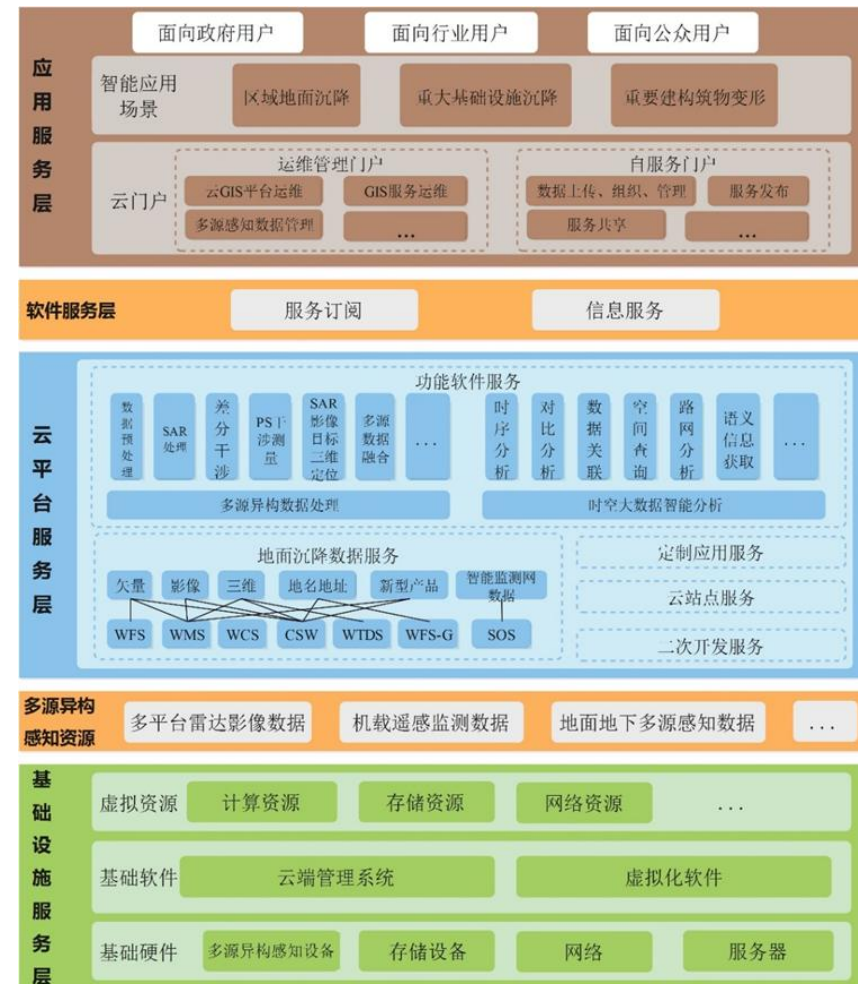 面向政府用户
面向行业用户
面向公众用户
应用服务层
智能应用
场景
区域地面沉降
重大基础设施沉降
重要建构筑物变形
云门户
运维管理门户
云GIS平台运维
GIS服务运维
多源感知数据管理
...
自服务门户
数据上传、组织、管理
服务发布
服务共享
...
软件服务层
服务订阅
信息服务
云平台服务层
功能软件服务
数据预处理
SAR
处理
差分干涉
PS干
涉测
量
SAR
影像
目标
三维
定位
多源
数据
融合
...
多源异构数据处理
时序分析
对比分析
数据关联
空间查询
路网分析
语义
信息
获取
...
时空大数据智能分析
地面沉降数据服务
矢量
影像
三维
地名地址
新型产品
智能监测网
数据
WFS
WMS
WCS
CSW
WTDS
WFS-G
SOS
定制应用服务
云站点服务
二次开发服务
多源异构
感知资源
多平台雷达影像数据
机载遥感监测数据
地面地下多源感知数据
...
基础设施服务层
虚拟资源
计算资源
存储资源
网络资源
...
基础软件
云端管理系统
虚拟化软件
基础硬件
多源异构感知设备
存储设备
网络
服务器